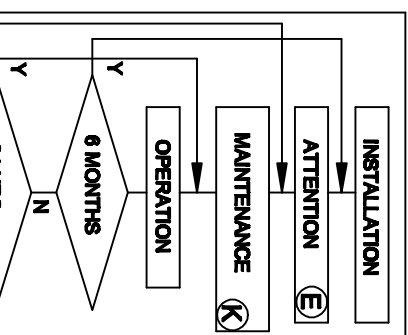 INSTALLATION
ATTENTION
E
MAINTENANCE
K
OPERATION
6 MONTHS
Y
N
Y